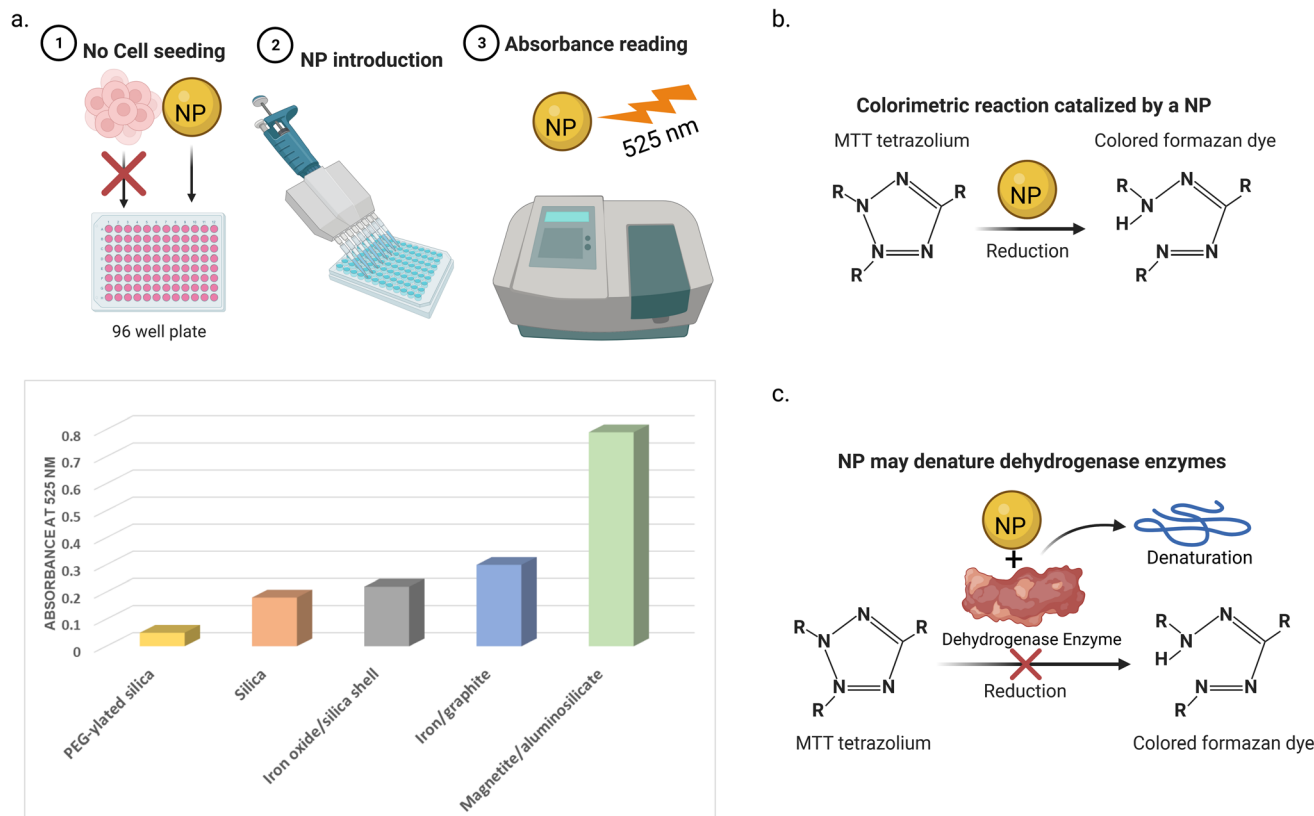 a.
1 No Cell seeding
NP
96 well plate
2 NP introduction
3 Absorbance reading
NP
525 nm
ABSORBANCE AT 525 NM
0.8
0.7
0.6
0.5
0.4
0.3
0.2
0.1
0
PEG-ylated silica
Silica
Iron oxide/silica shell
Iron/graphite
Magnetite/aluminosilicate
b.
Colorimetric reaction catalized by a NP
MTT tetrazolium
Colored formazan dye
R N R
N
N N
R
NP
Reduction
R N R
N
H
N N
R
c.
NP may denature dehydrogenase enzymes
NP
+
Denaturation
Dehydrogenase Enzyme
Reduction
R N R
N
N N
R
MTT tetrazolium
R N R
N
H
N N
R
Colored formazan dye